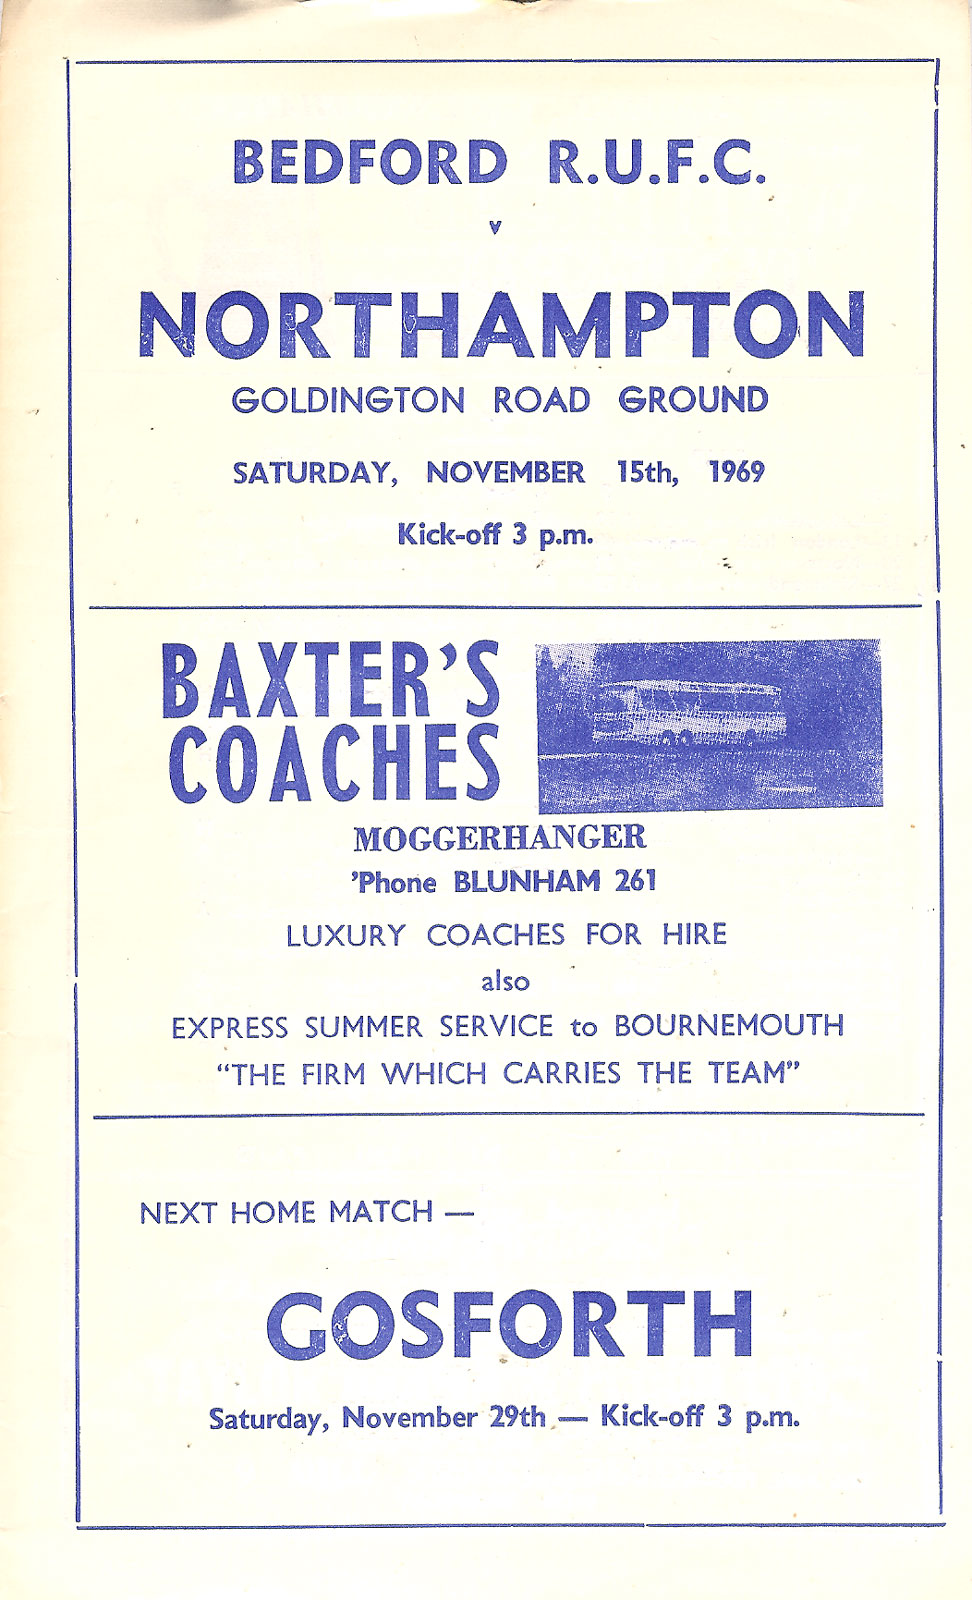 BEDFORD R.U.F.C.
v
NORTHAMPTON
GOLDINGTON ROAD GROUND
SATURDAY, NOVEMBER 15th, 1969
Kick-off 3 p.m.
BAXTER'S
COACHES
MOGGERHANGER
'Phone BLUNHAM 261
LUXURY COACHES FOR HIRE
also
EXPRESS SUMMER SERVICE to BOURNEMOUTH
“THE FIRM WHICH CARRIES THE TEAM”
NEXT HOME MATCH —
GOSFORTH
Saturday, November 29th — Kick-off 3 p.m.